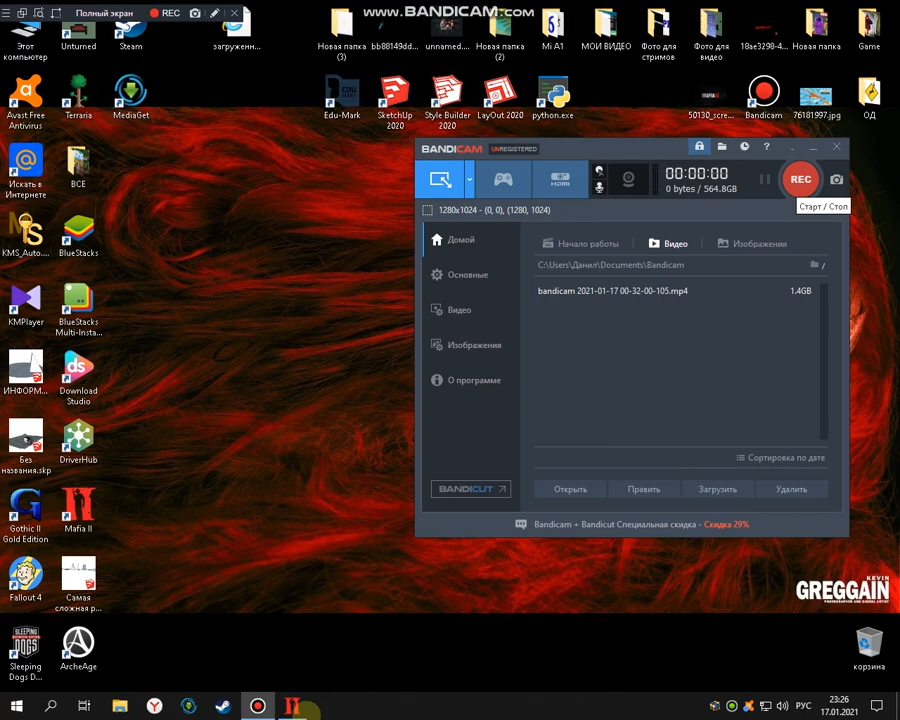 Полный экран
REC
www.BANDICAM.com
Этот
компьютер
Unturned
Steam
загруженн...
Новая папка
(3)
bb88149dd...
unnamed....
Новая папка
(2)
Mi A1
МОИ ВИДЕО
Фото для
стримов
Фото для
видео
18ae3298-4...
Новая папка
Game
Avast Free
Antivirus
Terraria
MediaGet
Edu-Mark
SketchUp
2020
Style Builder
2020
LayOut 2020
python.exe
50130_scre...
Bandicam
76181997.jpg
ОД
Искать в
Интернете
ВСЕ
KMS_Auto....
BlueStacks
KMPlayer
BlueStacks
Multi-Insta...
ИНФОРМ...
Download
Studio
Без
названия.skp
DriverHub
Gothic II
Gold Edition
Mafia II
Fallout 4
Самая
сложная р...
Sleeping
Dogs D...
ArcheAge
BANDICAM UNREGISTERED
HDMI
00:00:00
0 bytes / 564.8GB
REC
Старт / Стоп
1280x1024 - (0, 0), (1280, 1024)
Домой
Основные
Видео
Изображения
О программе
BANDICUT
Начало работы
Видео
Изображения
C:\Users\Данил\Documents\Bandicam
bandicam 2021-01-17 00-32-00-105.mp4
1.4GB
Сортировка по дате
Открыть
Править
Загрузить
Удалить
Bandicam + Bandicut Специальная скидка - Скидка 29%
KEVIN
GREGGAIN
корзина
РУС
23:26
17.01.2021